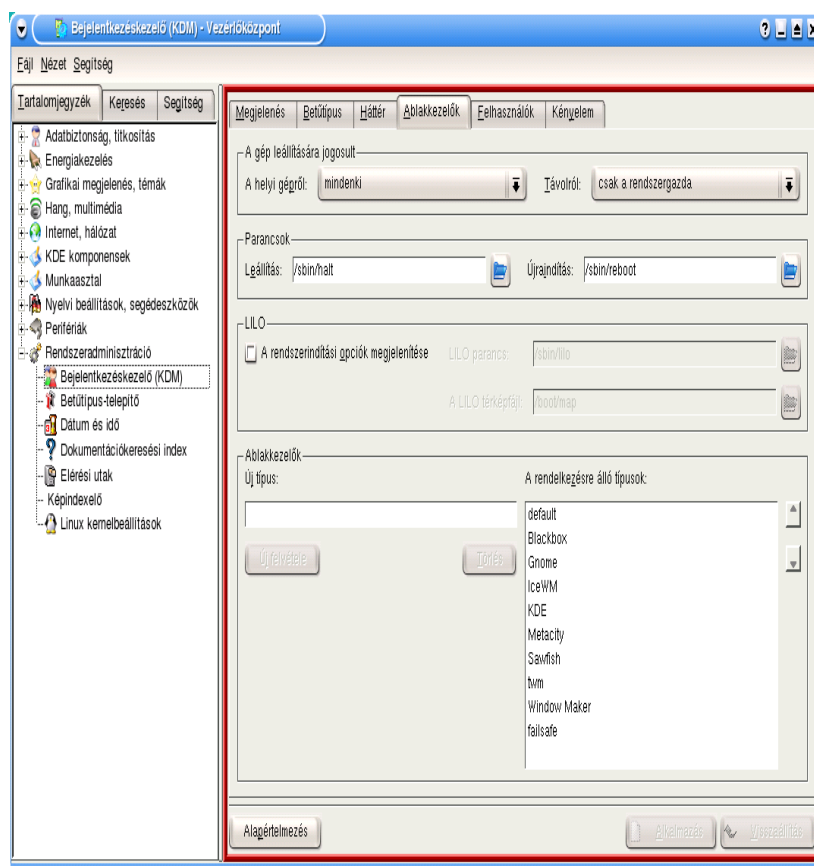 Bejelentkezéskezelő (KDM) - Vezérlőközpont
Fájl Nézet Segítség
Tartalomjegyzék Keresés Segítség
Adatbiztonság, titkosítás
Energiakezelés
Grafikai megjelenés, témák
Hang, multimédia
Internet, hálózat
KDE komponensek
Munkaasztal
Nyelvi beállítások, segédeszközök
Perifériák
Rendszeradminisztráció
Bejelentkezéskezelő (KDM)
Betűtípus-telepítő
Dátum és idő
Dokumentációkeresési index
Elérési utak
Képindexelő
Linux kernelbeállítások
Megjelenés Betűtípus Háttér Ablakkezelők Felhasználók Kényelem
A gép leállítására jogosult
A helyi gépről: mindenki Távolról: csak a rendszergazda
Parancsok
Leállítás: /sbin/halt Újraindítás: /sbin/reboot
LILO
A rendszerindítási opciók megjelenítése LILO parancs: /sbin/lilo
A LILO térképfájl: /boot/map
Ablakkezelők
Új típus:
Új felvétele Törlés
A rendelkezésre álló típusok:
default
Blackbox
Gnome
IceWM
KDE
Metacity
Sawfish
twm
Window Maker
failsafe
Alapértelmezés Alkalmazás Visszaállítás